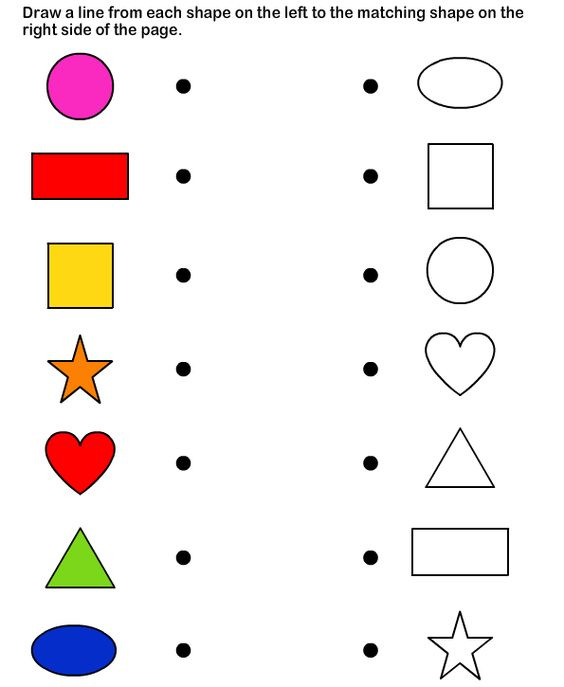 Draw a line from each shape on the left to the matching shape on the
right side of the page.